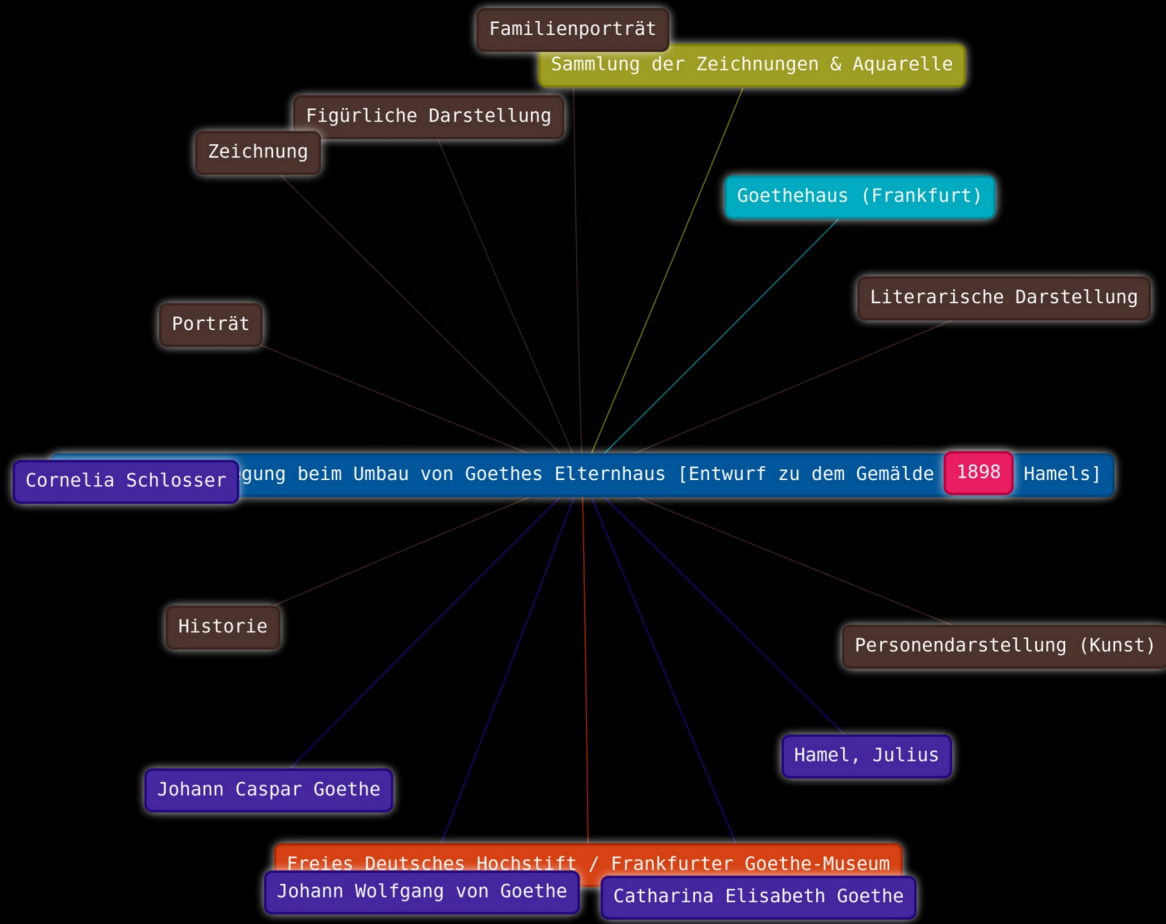 Familienporträt
Sammlung der Zeichnungen & Aquarelle
Figürliche Darstellung
Zeichnung
Goethehaus (Frankfurt)
Literarische Darstellung
Porträt
Cornelia Schlosser
beim Umbau von Goethes Elternhaus [Entwurf zu dem Gemälde 1898 Hamels]
Historie
Personendarstellung (Kunst)
Hamel, Julius
Johann Caspar Goethe
Freies Deutsches Hochstift / Frankfurter Goethe-Museum
Johann Wolfgang von Goethe
Catharina Elisabeth Goethe